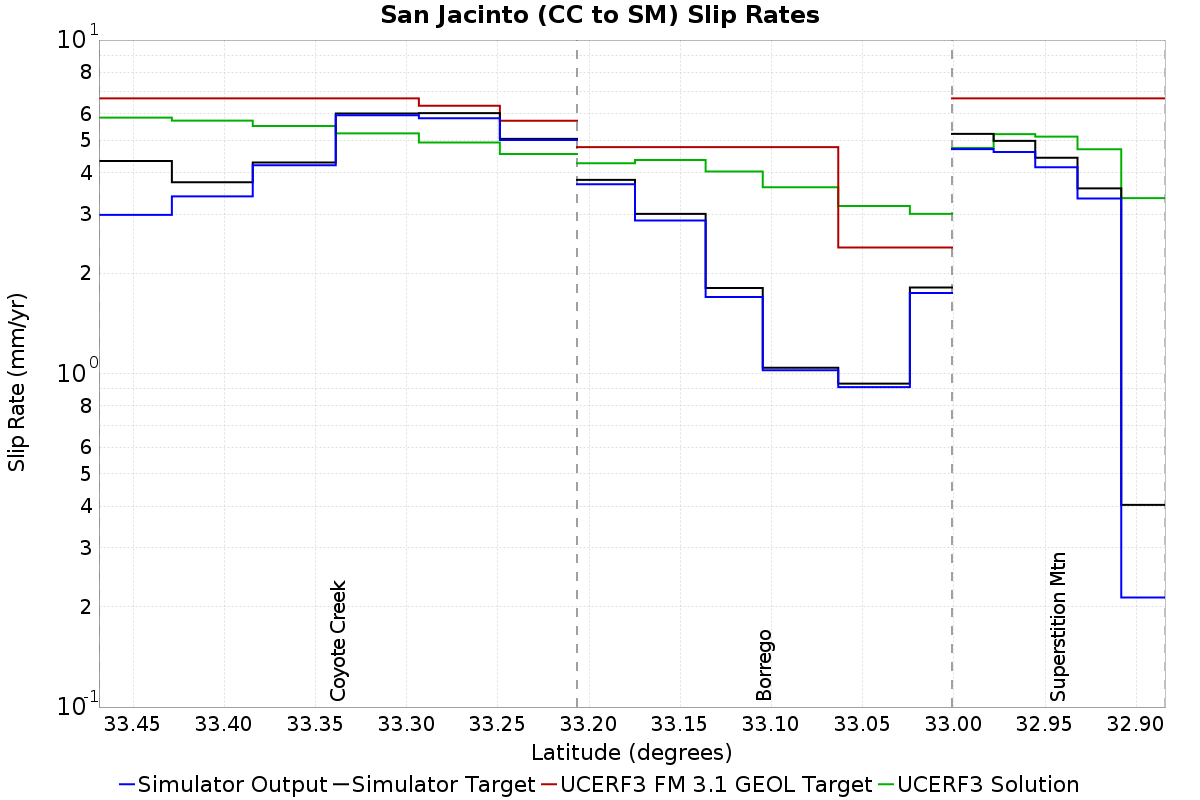 San Jacinto (CC to SM) Slip Rates
10^1
8
6
5
4
3
2
10^0
8
6
5
4
3
2
10^-1
Slip Rate (mm/yr)
Coyote Creek
Borrego
Superstition Mtn
33.45 33.40 33.35 33.30 33.25 33.20 33.15 33.10 33.05 33.00 32.95 32.90
Latitude (degrees)
Simulator Output Simulator Target UCERF3 FM 3.1 GEOL Target UCERF3 Solution